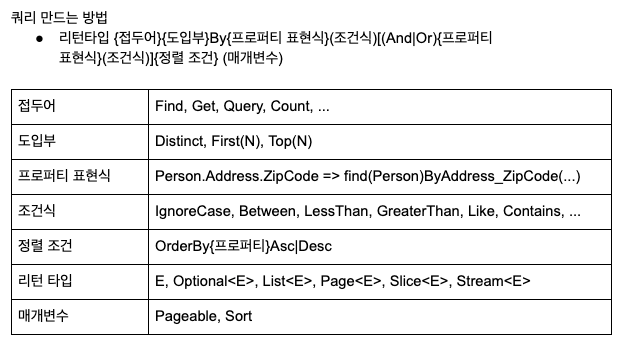 쿼리 만드는 방법
● 리턴타입 {접두어}{도입부}By{프로퍼티 표현식}(조건식)[(And|Or){프로퍼티
표현식}(조건식)]{정렬 조건} (매개변수)
접두어 Find, Get, Query, Count, ...
도입부 Distinct, First(N), Top(N)
프로퍼티 표현식 Person.Address.ZipCode => find(Person)ByAddress_ZipCode(...)
조건식 IgnoreCase, Between, LessThan, GreaterThan, Like, Contains, ...
정렬 조건 OrderBy{프로퍼티}Asc|Desc
리턴 타입 E, Optional<E>, List<E>, Page<E>, Slice<E>, Stream<E>
매개변수 Pageable, Sort